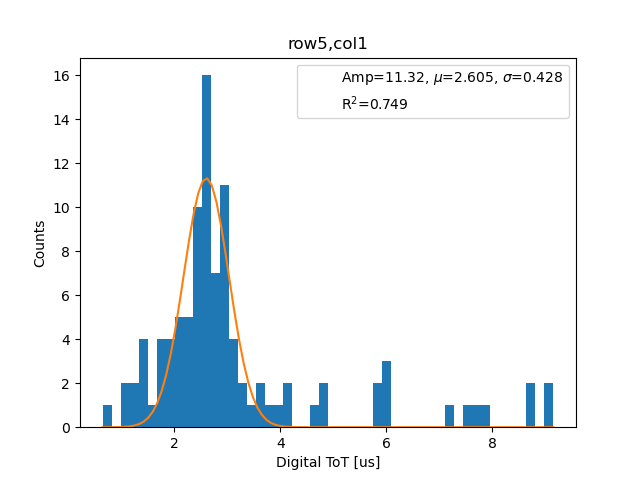 row5,col1
Amp=11.32, μ=2.605, σ=0.428
R²=0.749
16
14
12
10
8
6
4
2
0
Counts
2 4 6 8
Digital ToT [us]